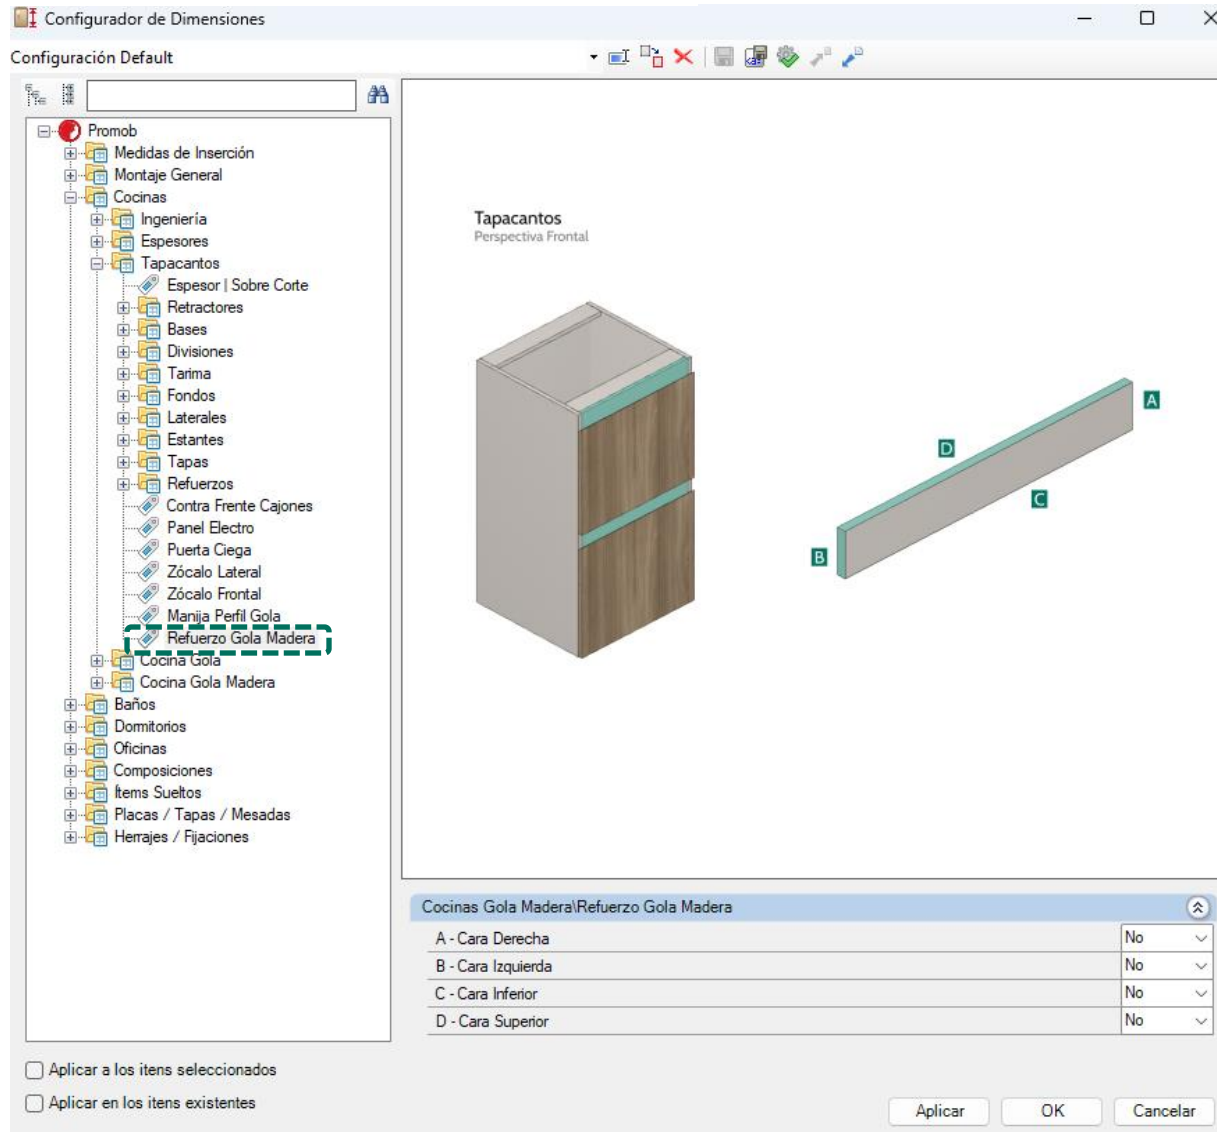 Configurador de Dimensiones
Configuración Default
Promob
Medidas de Inserción
Montaje General
Cocinas
Ingeniería
Espesores
Tapacantos
Espesor | Sobre Corte
Retractores
Bases
Divisiones
Tarima
Fondos
Laterales
Estantes
Tapas
Refuerzos
Contra Frente Cajones
Panel Electro
Puerta Ciega
Zócalo Lateral
Zócalo Frontal
Manija Perfil Gola
Refuerzo Gola Madera
Cocina Gola
Cocina Gola Madera
Baños
Dormitorios
Oficinas
Composiciones
Ítems Sueltos
Placas / Tapas / Mesadas
Herrajes / Fijaciones
Tapacantos
Perspectiva Frontal
A
D
C
B
Cocinas Gola Madera\Refuerzo Gola Madera
A - Cara Derecha No
B - Cara Izquierda No
C - Cara Inferior No
D - Cara Superior No
Aplicar a los itens seleccionados
Aplicar en los itens existentes
Aplicar OK Cancelar